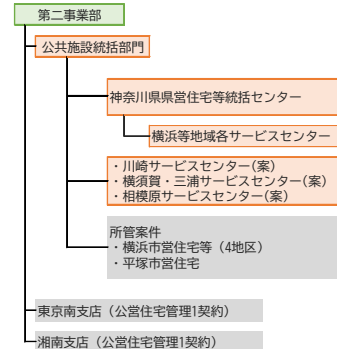 第二事業部
公共施設統括部門
神奈川県県営住宅等統括センター
横浜等地域各サービスセンター
・川崎サービスセンター(案)
・横須賀・三浦サービスセンター(案)
・相模原サービスセンター(案)
所管案件
・横浜市営住宅等（4地区）
・平塚市営住宅
東京南支店（公営住宅管理1契約）
湘南支店（公営住宅管理1契約）